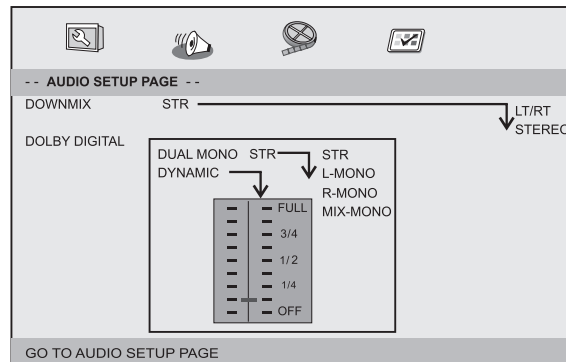 - - AUDIO SETUP PAGE - -
DOWNMIX STR LT/RT
STEREO
DOLBY DIGITAL
DUAL MONO STR STR
DYNAMIC L-MONO
R-MONO
FULL MIX-MONO
3/4
1/2
1/4
OFF
GO TO AUDIO SETUP PAGE